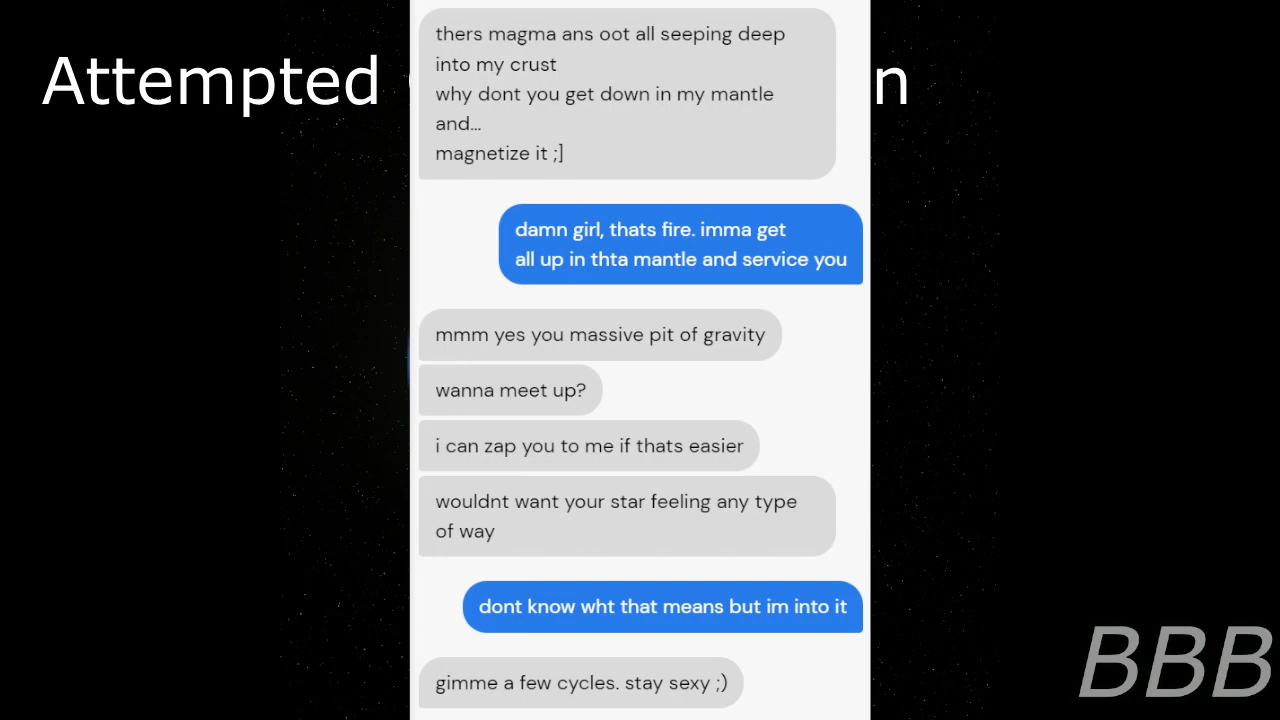 Attempted n
thers magma ans oot all seeping deep
into my crust
why dont you get down in my mantle
and...
magnetize it ;]
damn girl, thats fire. imma get
all up in thta mantle and service you
mmm yes you massive pit of gravity
wanna meet up?
i can zap you to me if thats easier
wouldnt want your star feeling any type
of way
dont know wht that means but im into it
gimme a few cycles. stay sexy ;)
BBB